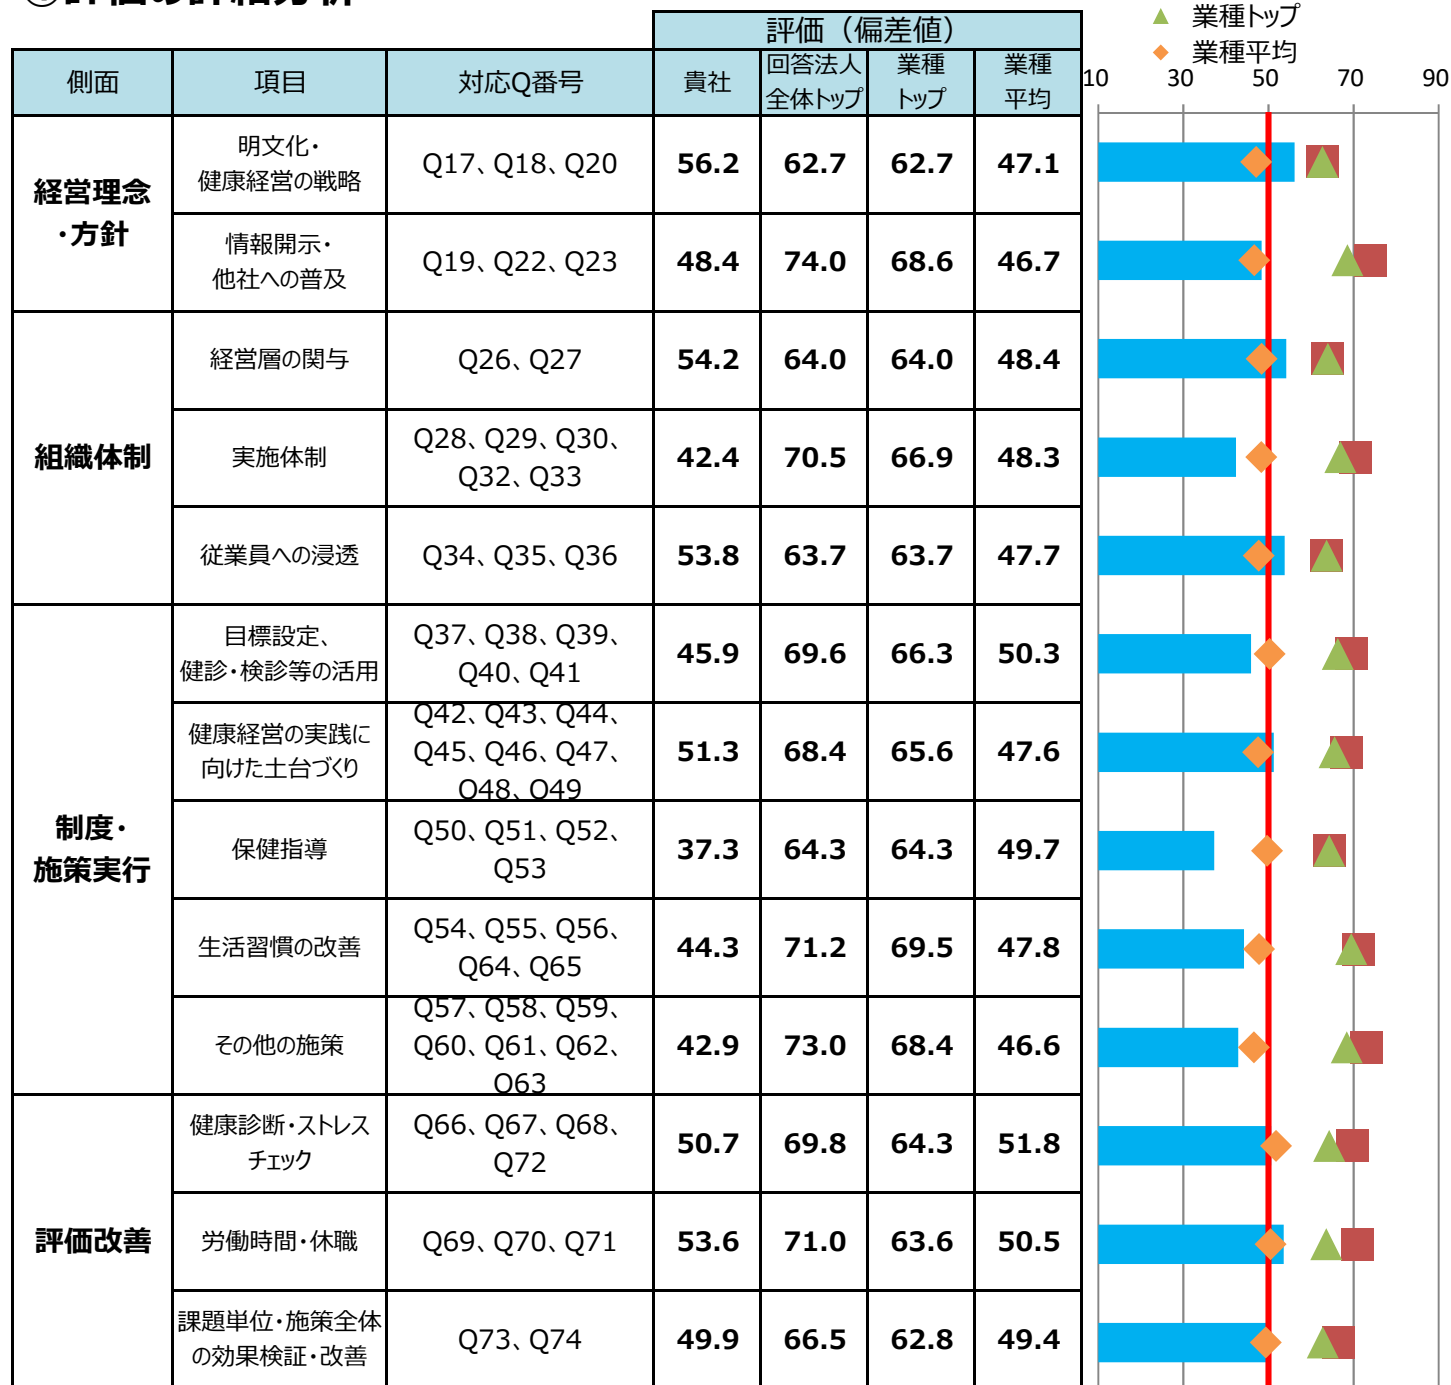 ①評価の詳細分析
▲ 業種トップ
◆ 業種平均
評価（偏差値）
側面 項目 対応Q番号 貴社 回答法人全体トップ 業種トップ 業種平均
10 30 50 70 90
経営理念・方針
明文化・健康経営の戦略 Q17、Q18、Q20 56.2 62.7 62.7 47.1
情報開示・他社への普及 Q19、Q22、Q23 48.4 74.0 68.6 46.7
組織体制
経営層の関与 Q26、Q27 54.2 64.0 64.0 48.4
実施体制 Q28、Q29、Q30、Q32、Q33 42.4 70.5 66.9 48.3
従業員への浸透 Q34、Q35、Q36 53.8 63.7 63.7 47.7
制度・施策実行
目標設定、健診・検診等の活用 Q37、Q38、Q39、Q40、Q41 45.9 69.6 66.3 50.3
健康経営の実践に向けた土台づくり Q42、Q43、Q44、Q45、Q46、Q47、Q48、Q49 51.3 68.4 65.6 47.6
保健指導 Q50、Q51、Q52、Q53 37.3 64.3 64.3 49.7
生活習慣の改善 Q54、Q55、Q56、Q64、Q65 44.3 71.2 69.5 47.8
その他の施策 Q57、Q58、Q59、Q60、Q61、Q62、Q63 42.9 73.0 68.4 46.6
評価改善
健康診断・ストレスチェック Q66、Q67、Q68、Q72 50.7 69.8 64.3 51.8
労働時間・休職 Q69、Q70、Q71 53.6 71.0 63.6 50.5
課題単位・施策全体の効果検証・改善 Q73、Q74 49.9 66.5 62.8 49.4